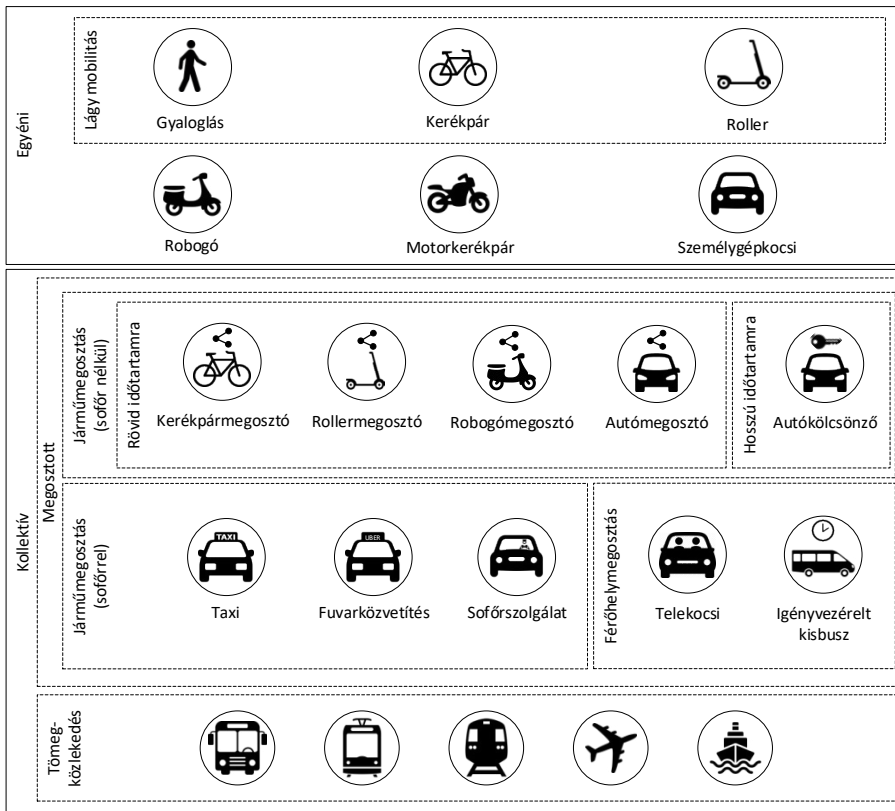 Egyéni
Lágy mobilitás
Gyaloglás
Kerékpár
Roller
Robogó
Motorkerékpár
Személygépkocsi
Kollektív
Megosztott
Járműmegosztás
(sofőr nélkül)
Rövid időtartamra
Kerékpármegosztó
Rollermegosztó
Robogómegosztó
Autómegosztó
Hosszú időtartamra
Autókölcsönző
Járműmegosztás
(sofőrrel)
TAXI
Taxi
UBER
Fuvarközvetítés
Sofőrszolgálat
Férőhelymegosztás
Telekocsi
Igényvezérelt
kisbusz
Tömeg-
közlekedés